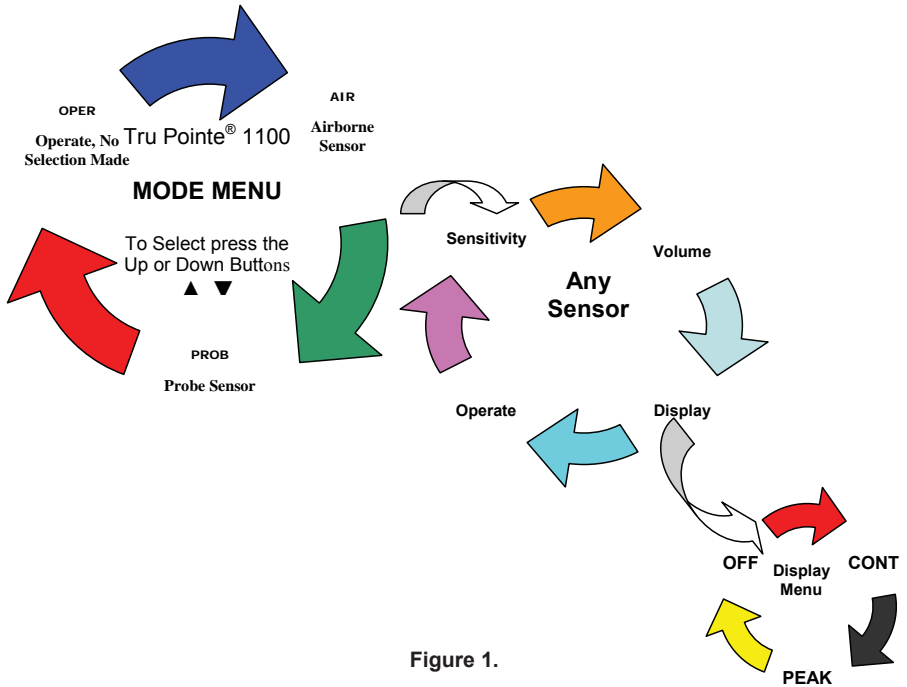 OPER
Operate, No
Selection Made
Tru Pointe® 1100
AIR
Airborne
Sensor
MODE MENU
To Select press the
Up or Down Buttons
▲ ▼
PROB
Probe Sensor
Sensitivity
Volume
Any
Sensor
Operate
Display
OFF
Display
Menu
CONT
PEAK
Figure 1.